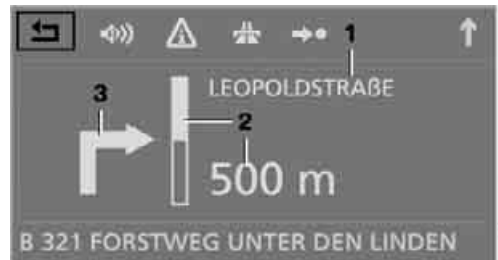 1
LEOPOLDSTRAßE
3
2
500 m
B 321 FORSTWEG UNTER DEN LINDEN